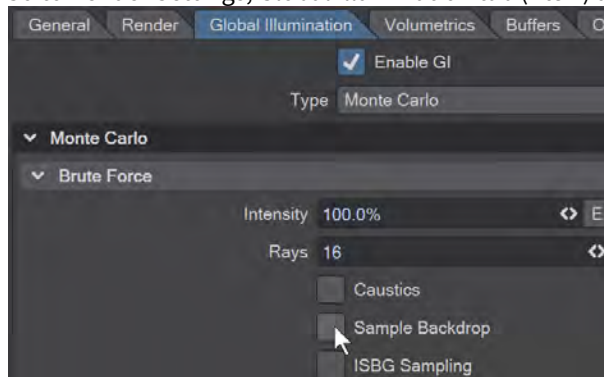 General Render Global Illumination Volumetrics Buffers
Enable GI
Type Monte Carlo
Monte Carlo
Brute Force
Intensity 100.0% E
Rays 16
Caustics
Sample Backdrop
ISBG Sampling